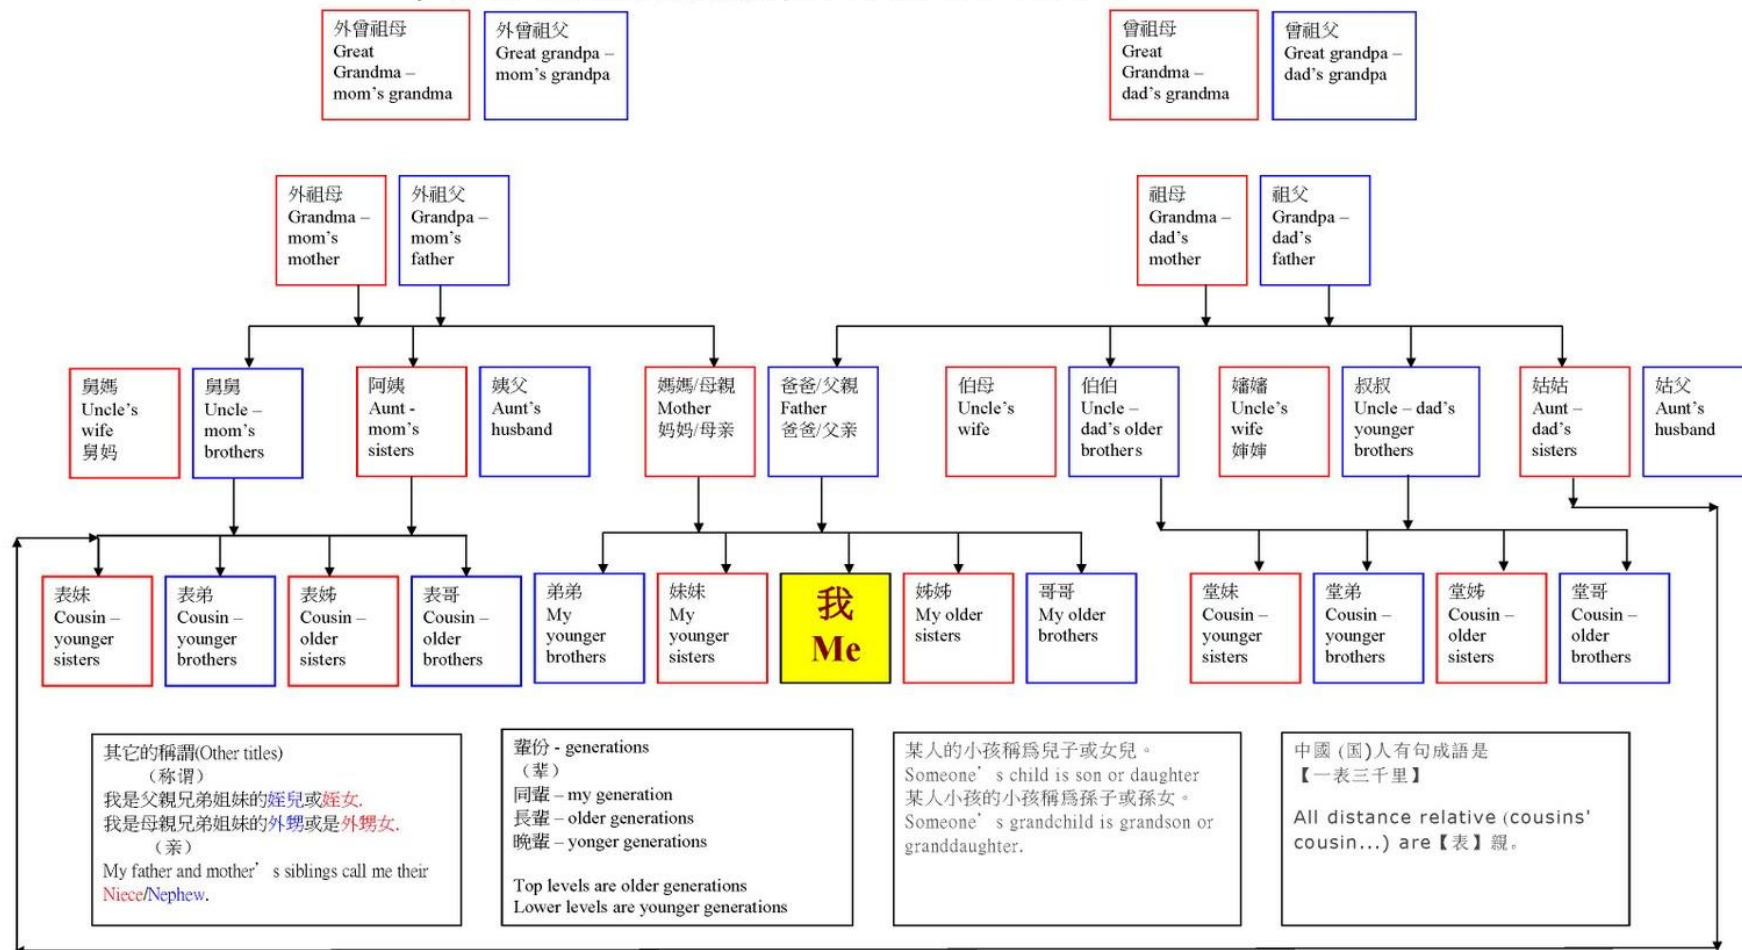 外曾祖母
Great
Grandma –
mom's grandma
外曾祖父
Great grandpa –
mom's grandpa
曾祖母
Great
Grandma –
dad's grandma
曾祖父
Great grandpa –
dad's grandpa
外祖母
Grandma –
mom's
mother
外祖父
Grandpa –
mom's
father
祖母
Grandma –
dad's
mother
祖父
Grandpa –
dad's
father
舅媽
Uncle's
wife
舅妈
舅舅
Uncle –
mom's
brothers
阿姨
Aunt -
mom's
sisters
姨父
Aunt's
husband
媽媽/母親
Mother
妈妈/母亲
爸爸/父親
Father
爸爸/父亲
伯母
Uncle's
wife
伯伯
Uncle –
dad's older
brothers
嬸嬸
Uncle's
wife
婶婶
叔叔
Uncle – dad's
younger
brothers
姑姑
Aunt –
dad's
sisters
姑父
Aunt's
husband
表妹
Cousin –
younger
sisters
表弟
Cousin –
younger
brothers
表姊
Cousin –
older
sisters
表哥
Cousin –
older
brothers
弟弟
My
younger
brothers
妹妹
My
younger
sisters
我
Me
姊姊
My older
sisters
哥哥
My older
brothers
堂妹
Cousin –
younger
sisters
堂弟
Cousin –
younger
brothers
堂姊
Cousin –
older
sisters
堂哥
Cousin –
older
brothers
其它的稱謂(Other titles)
（称谓）
我是父親兄弟姐妹的姪兒或姪女.
我是母親兄弟姐妹的外甥或是外甥女.
（亲）
My father and mother's siblings call me their
Niece/Nephew.
輩份 - generations
（辈）
同輩 – my generation
長輩 – older generations
晚輩 – yonger generations
Top levels are older generations
Lower levels are younger generations
某人的小孩稱爲兒子或女兒。
Someone's child is son or daughter
某人小孩的小孩稱爲孫子或孫女。
Someone's grandchild is grandson or
granddaughter.
中國 (国)人有句成語是
【一表三千里】
All distance relative (cousins'
cousin...) are【表】親。